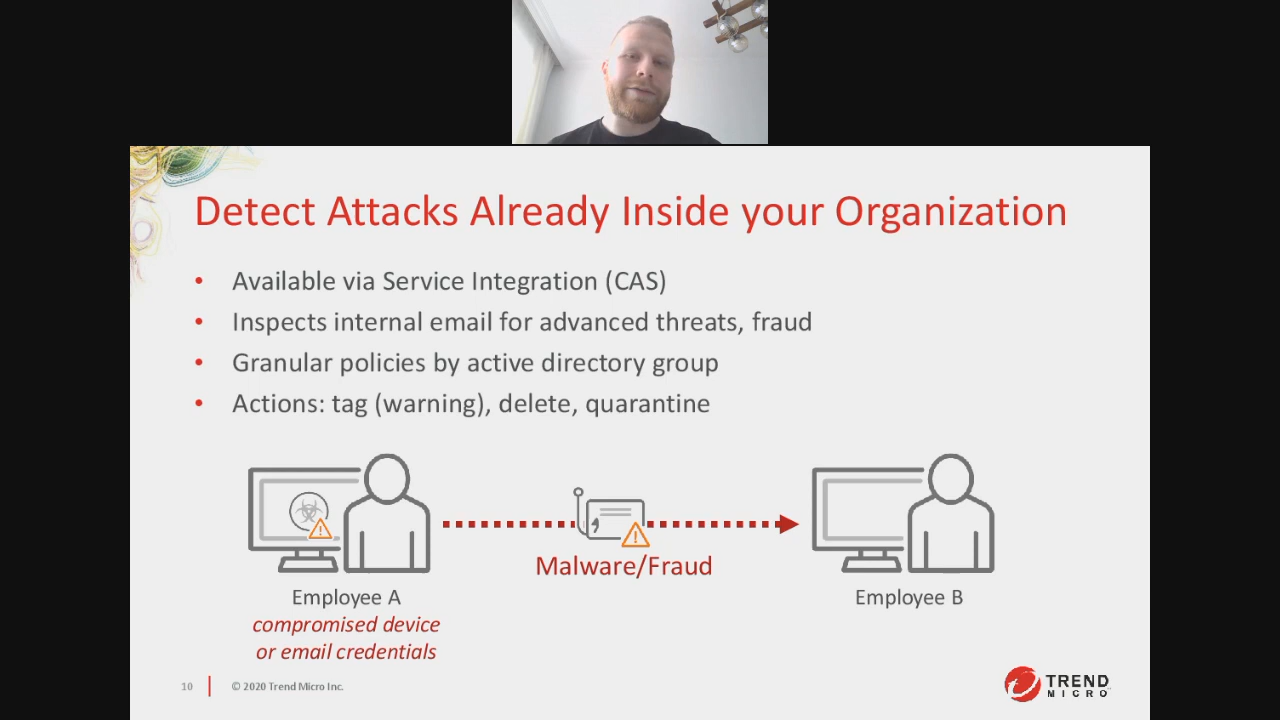 Detect Attacks Already Inside your Organization
• Available via Service Integration (CAS)
• Inspects internal email for advanced threats, fraud
• Granular policies by active directory group
• Actions: tag (warning), delete, quarantine
Malware/Fraud
Employee A
compromised device
or email credentials
Employee B
10
© 2020 Trend Micro Inc.
TREND
MICRO